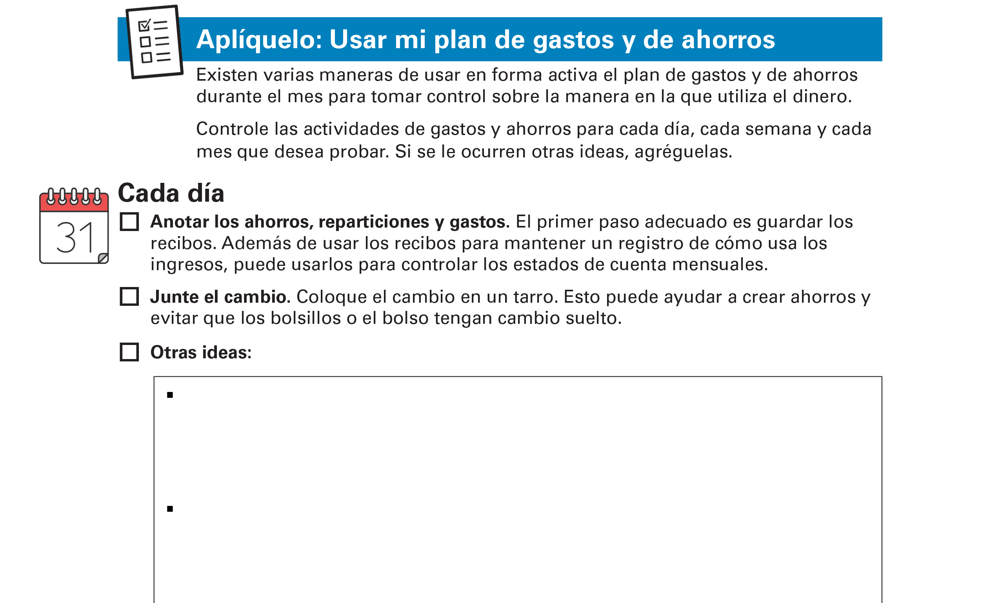 Aplíquelo: Usar mi plan de gastos y de ahorros
Existen varias maneras de usar en forma activa el plan de gastos y de ahorros
durante el mes para tomar control sobre la manera en la que utiliza el dinero.
Controle las actividades de gastos y ahorros para cada día, cada semana y cada
mes que desea probar. Si se le ocurren otras ideas, agréguelas.
31
Cada día
Anotar los ahorros, reparticiones y gastos. El primer paso adecuado es guardar los
recibos. Además de usar los recibos para mantener un registro de cómo usa los
ingresos, puede usarlos para controlar los estados de cuenta mensuales.
Junte el cambio. Coloque el cambio en un tarro. Esto puede ayudar a crear ahorros y
evitar que los bolsillos o el bolso tengan cambio suelto.
Otras ideas: